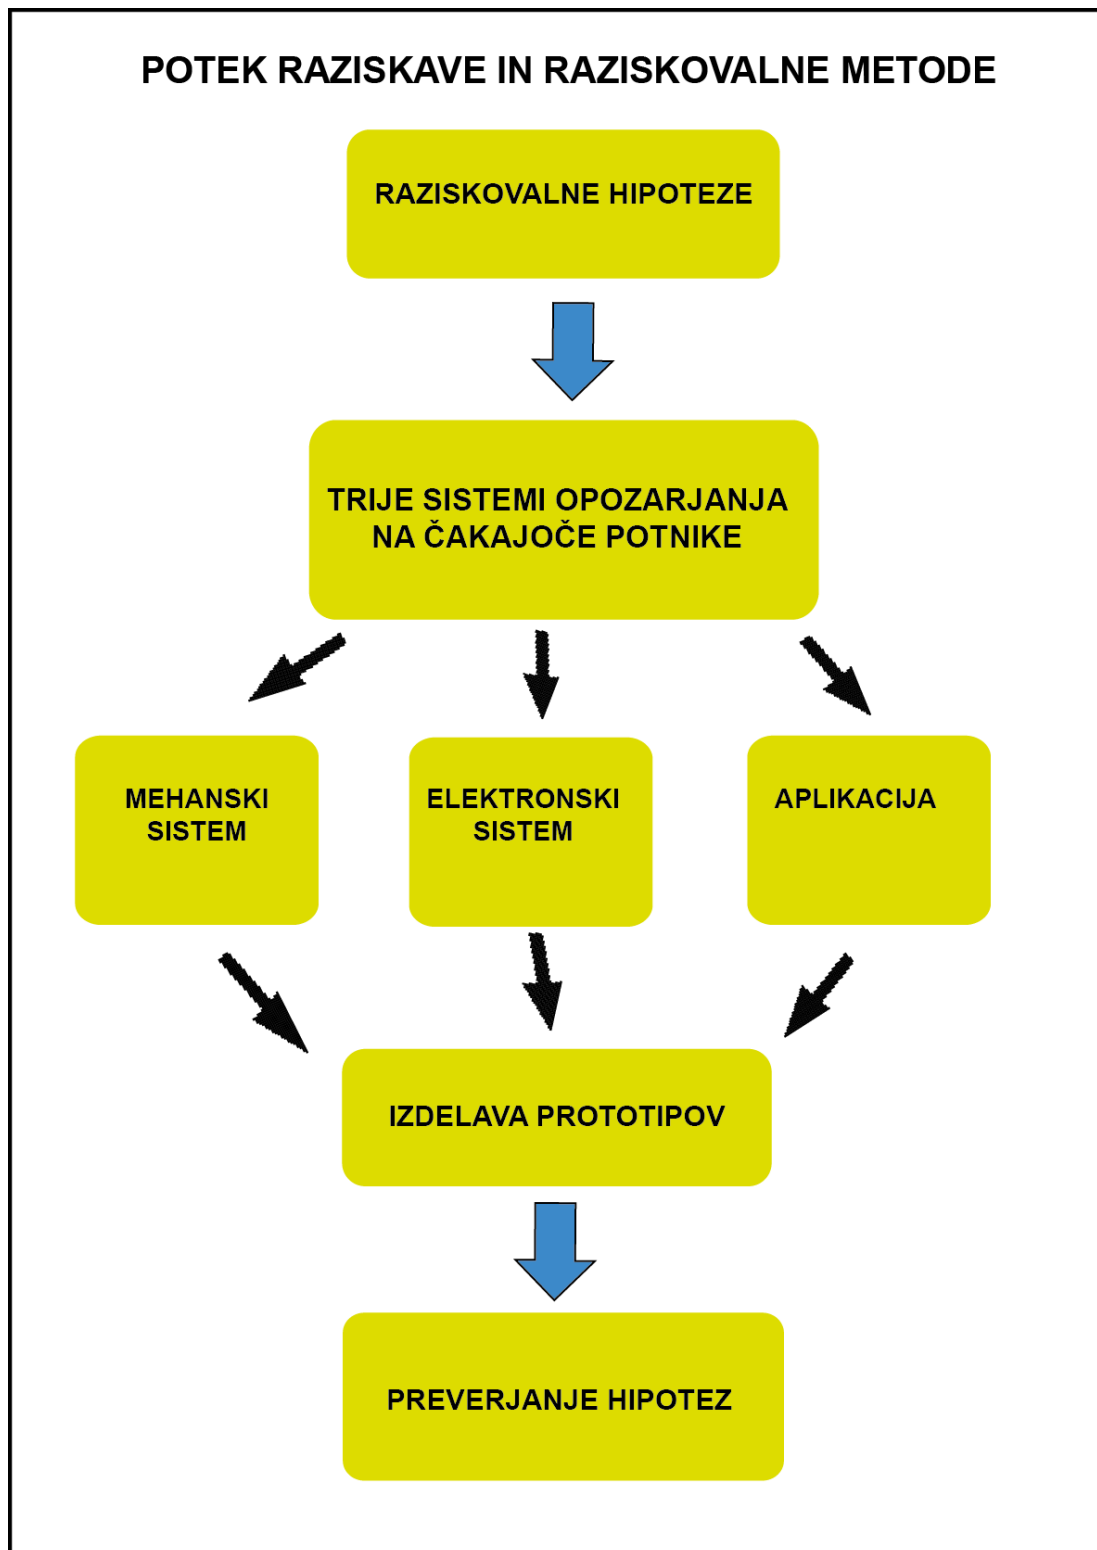 POTEK RAZISKAVE IN RAZISKOVALNE METODE
RAZISKOVALNE HIPOTEZE
TRIJE SISTEMI OPOZARJANJA
NA ČAKAJOČE POTNIKE
MEHANSKI
SISTEM
ELEKTRONSKI
SISTEM
APLIKACIJA
IZDELAVA PROTOTIPOV
PREVERJANJE HIPOTEZ